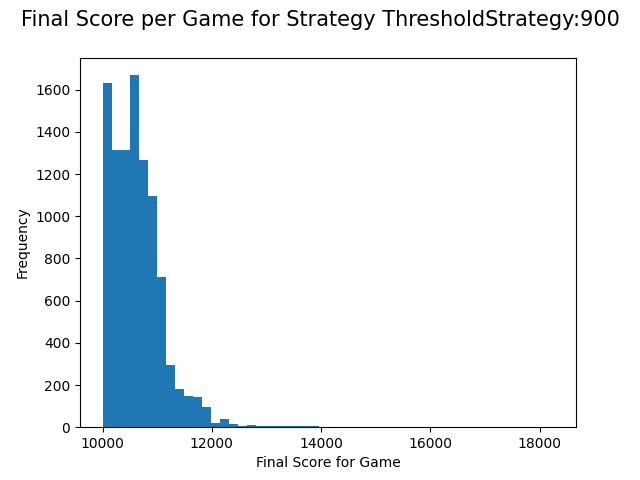 Final Score per Game for Strategy ThresholdStrategy:900
1600
1400
1200
1000
800
600
400
200
0
Frequency
10000 12000 14000 16000 18000
Final Score for Game